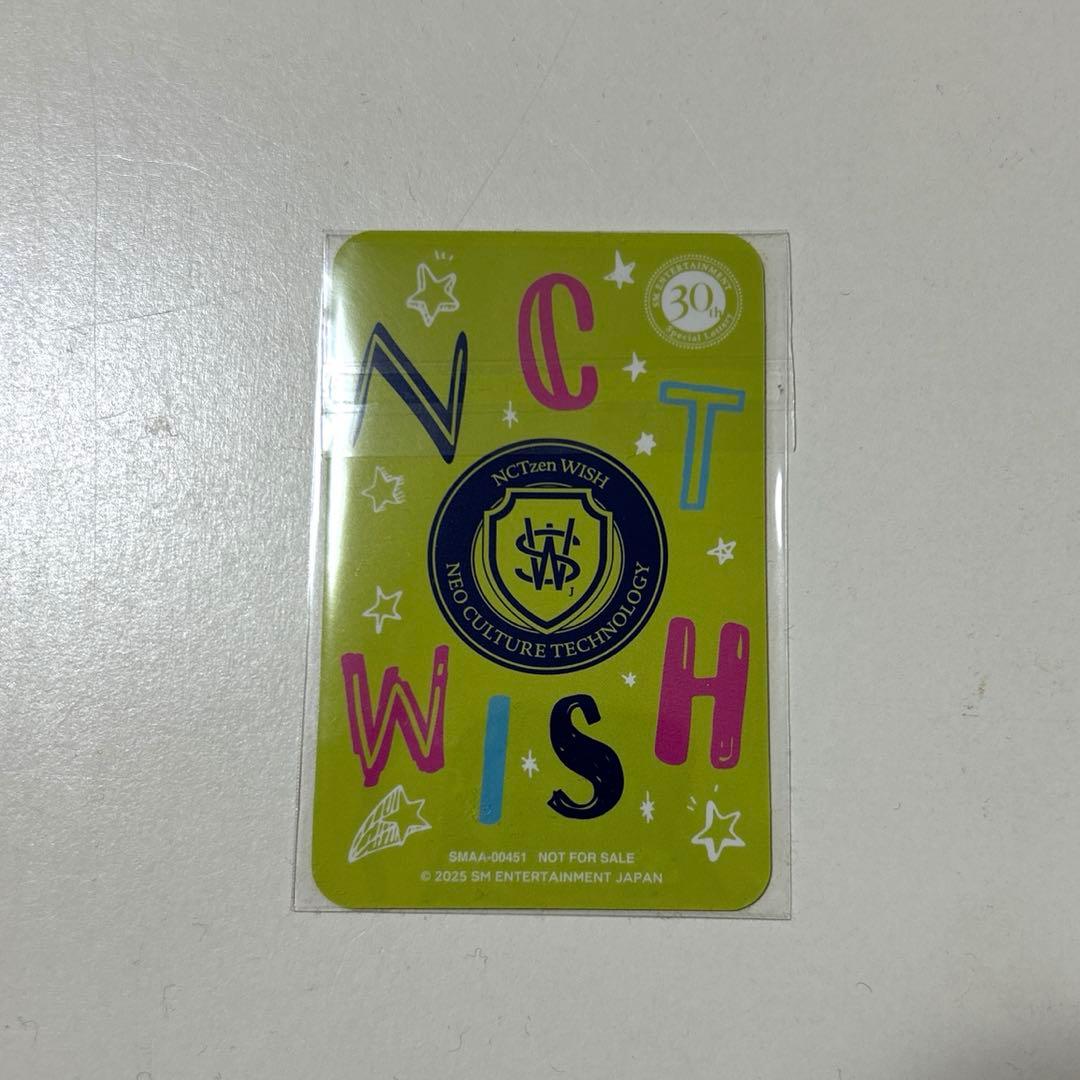 NCT
SM ENTERTAINMENT
30th
Special Lottery
NCTzen WISH
WS
J
NEO CULTURE TECHNOLOGY
WISH
SMAA-00451 NOT FOR SALE
© 2025 SM ENTERTAINMENT JAPAN